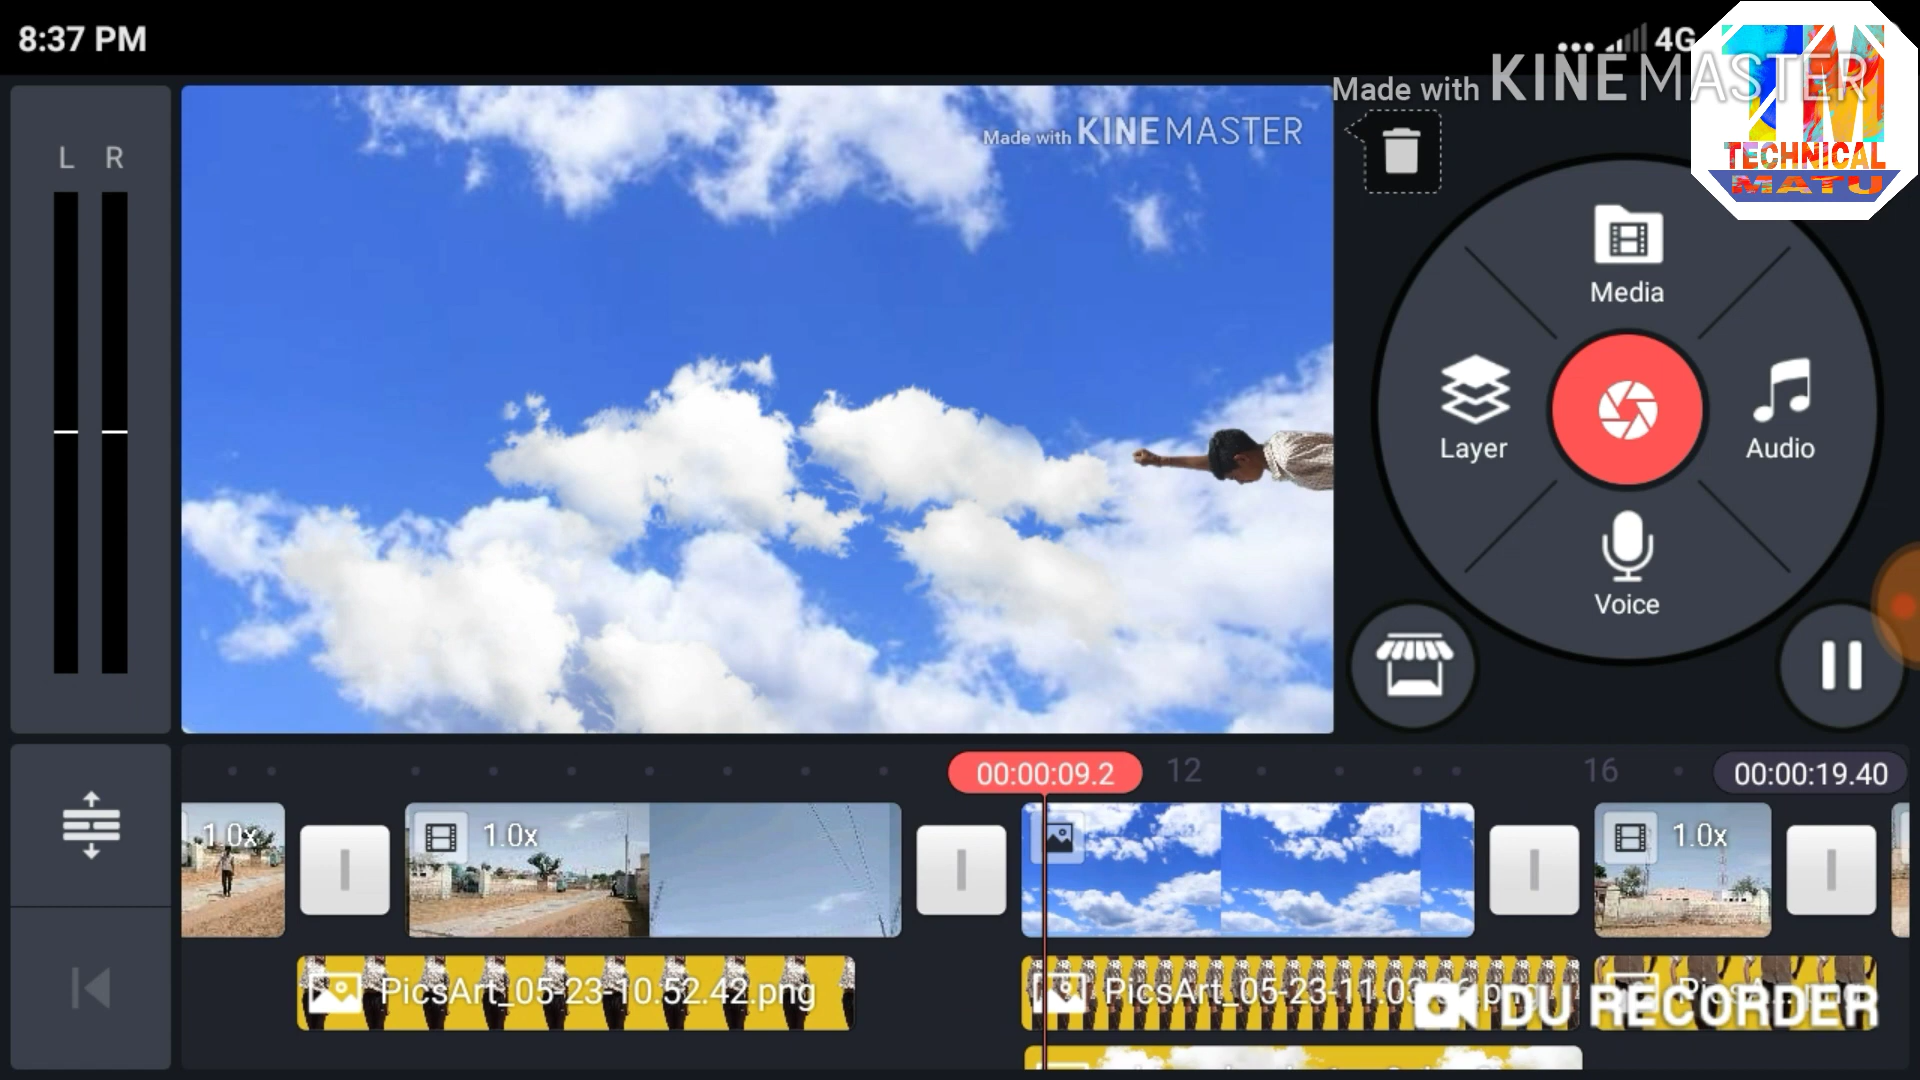 8:37 PM
4G
Made with KINEMASTER
TECHNICAL
MATU
L R
Made with KINEMASTER
Media
Layer
Audio
Voice
00:00:09.2
12
16
00:00:19.40
1.0x
1.0x
1.0x
PicsArt_05-23-10.52.42.png
PicsArt_05-23-11.03
DU RECORDER